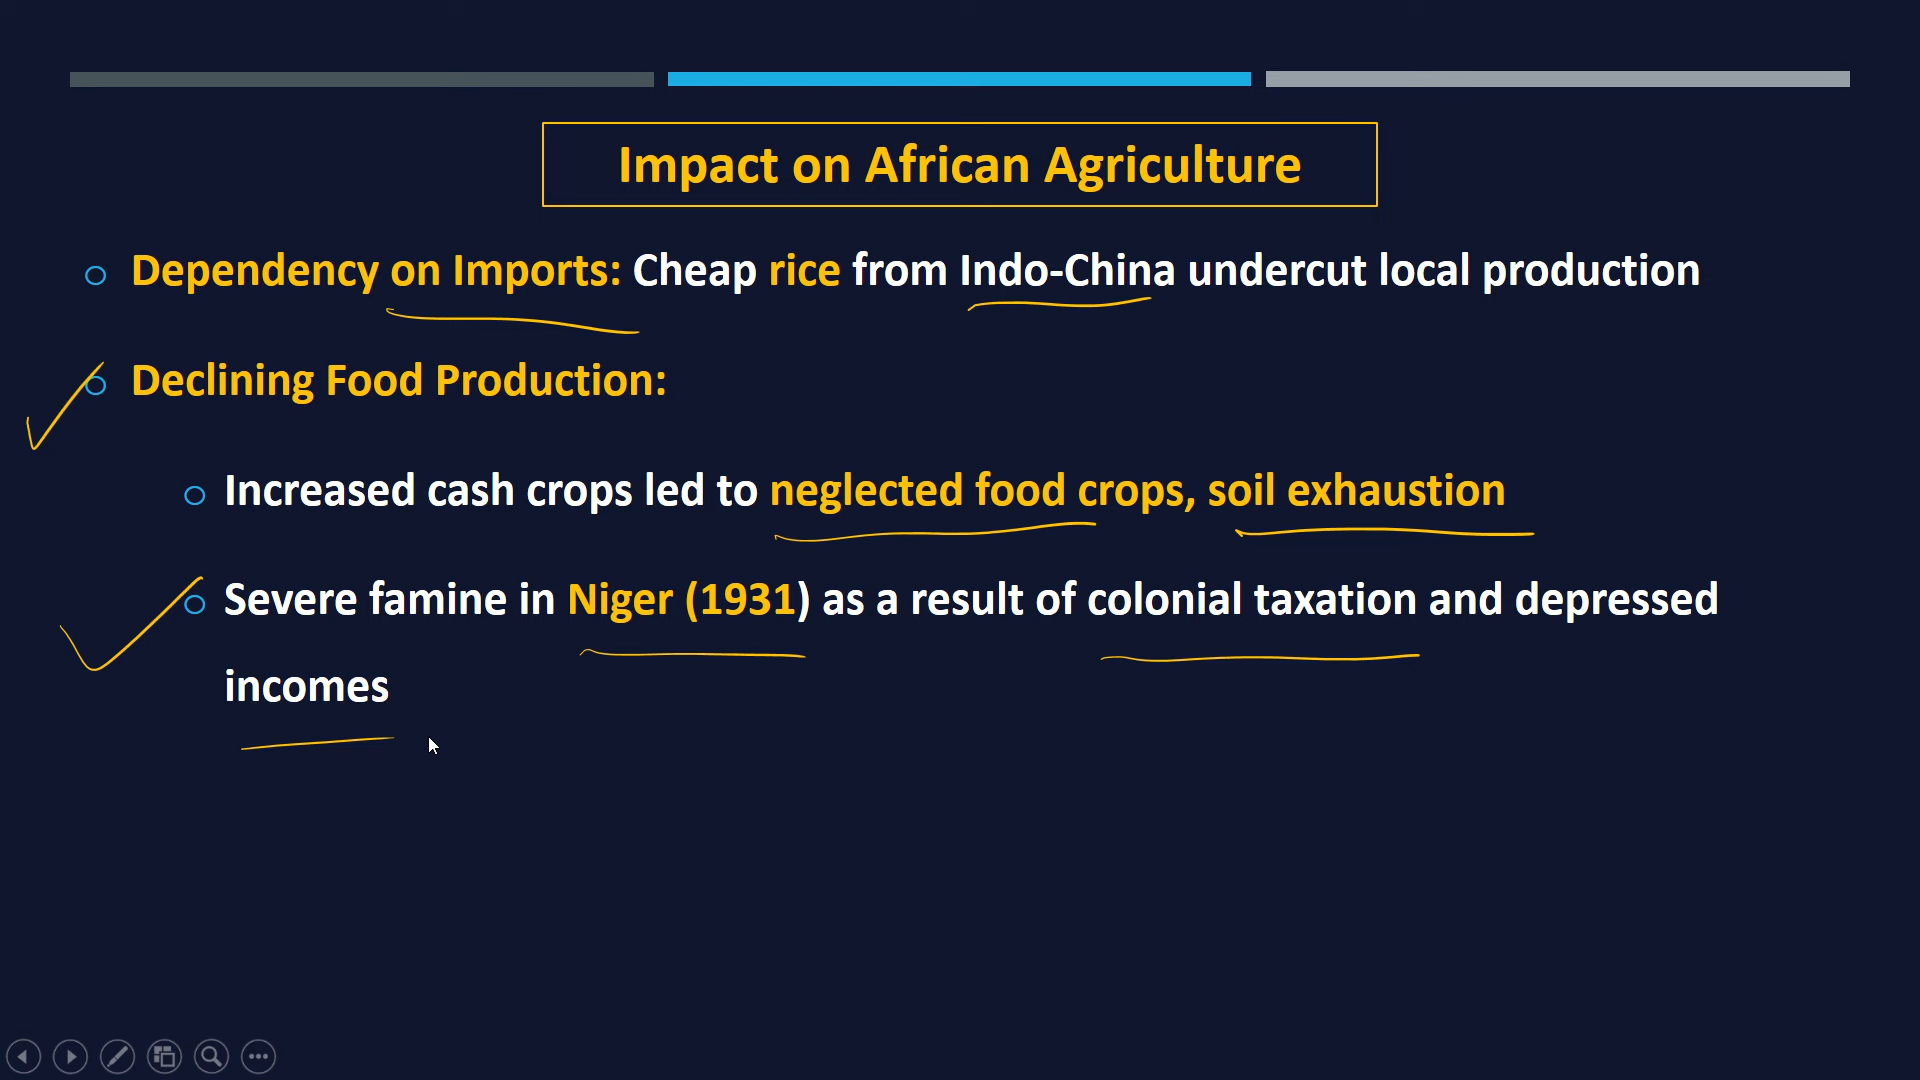 Impact on African Agriculture
Dependency on Imports: Cheap rice from Indo-China undercut local production
Declining Food Production:
Increased cash crops led to neglected food crops, soil exhaustion
Severe famine in Niger (1931) as a result of colonial taxation and depressed
incomes